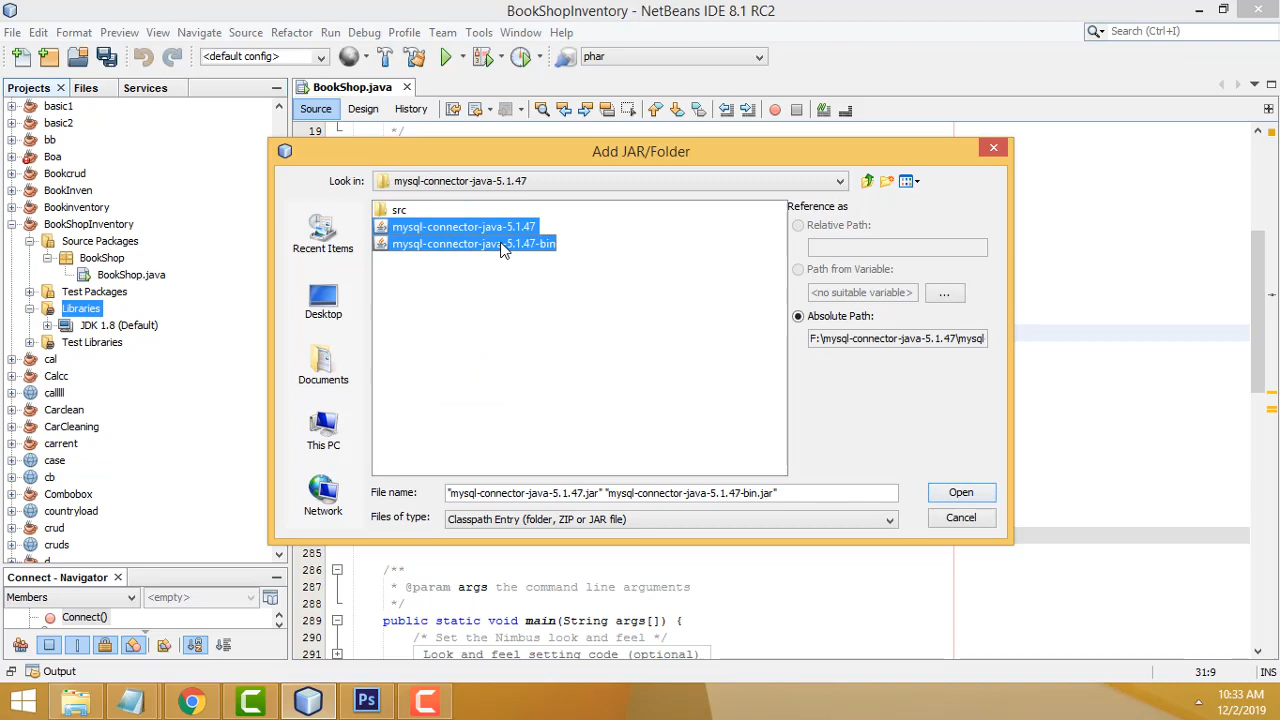 BookShopInventory - NetBeans IDE 8.1 RC2
File Edit Format Preview View Navigate Source Refactor Run Debug Profile Team Tools Window Help
Search (Ctrl+I)
<default config>
phar
Projects Files Services
BookShop.java
Source Design History
basic1
basic2
bb
Boa
Bookcrud
BookInven
Bookinventory
BookShopInventory
Source Packages
BookShop
BookShop.java
Test Packages
Libraries
JDK 1.8 (Default)
Test Libraries
cal
Calcc
callll
Carclean
CarCleaning
carrent
case
cb
Combobox
countryload
crud
cruds
d
Connect - Navigator
Members
<empty>
Connect()
Output
19 */
Add JAR/Folder
Look in: mysql-connector-java-5.1.47
Recent Items
Desktop
Documents
This PC
Network
src
mysql-connector-java-5.1.47
mysql-connector-java-5.1.47-bin
Reference as
Relative Path:
Path from Variable:
<no suitable variable> ...
Absolute Path:
F:\mysql-connector-java-5.1.47\mysql
File name: "mysql-connector-java-5.1.47.jar" "mysql-connector-java-5.1.47-bin.jar"
Open
Files of type: Classpath Entry (folder, ZIP or JAR file)
Cancel
285
286 /**
287 * @param args the command line arguments
288 */
289 public static void main(String args[]) {
290 /* Set the Nimbus look and feel */
291 Look and feel setting code (optional)
31:9 INS
Ps
10:33 AM
12/2/2019